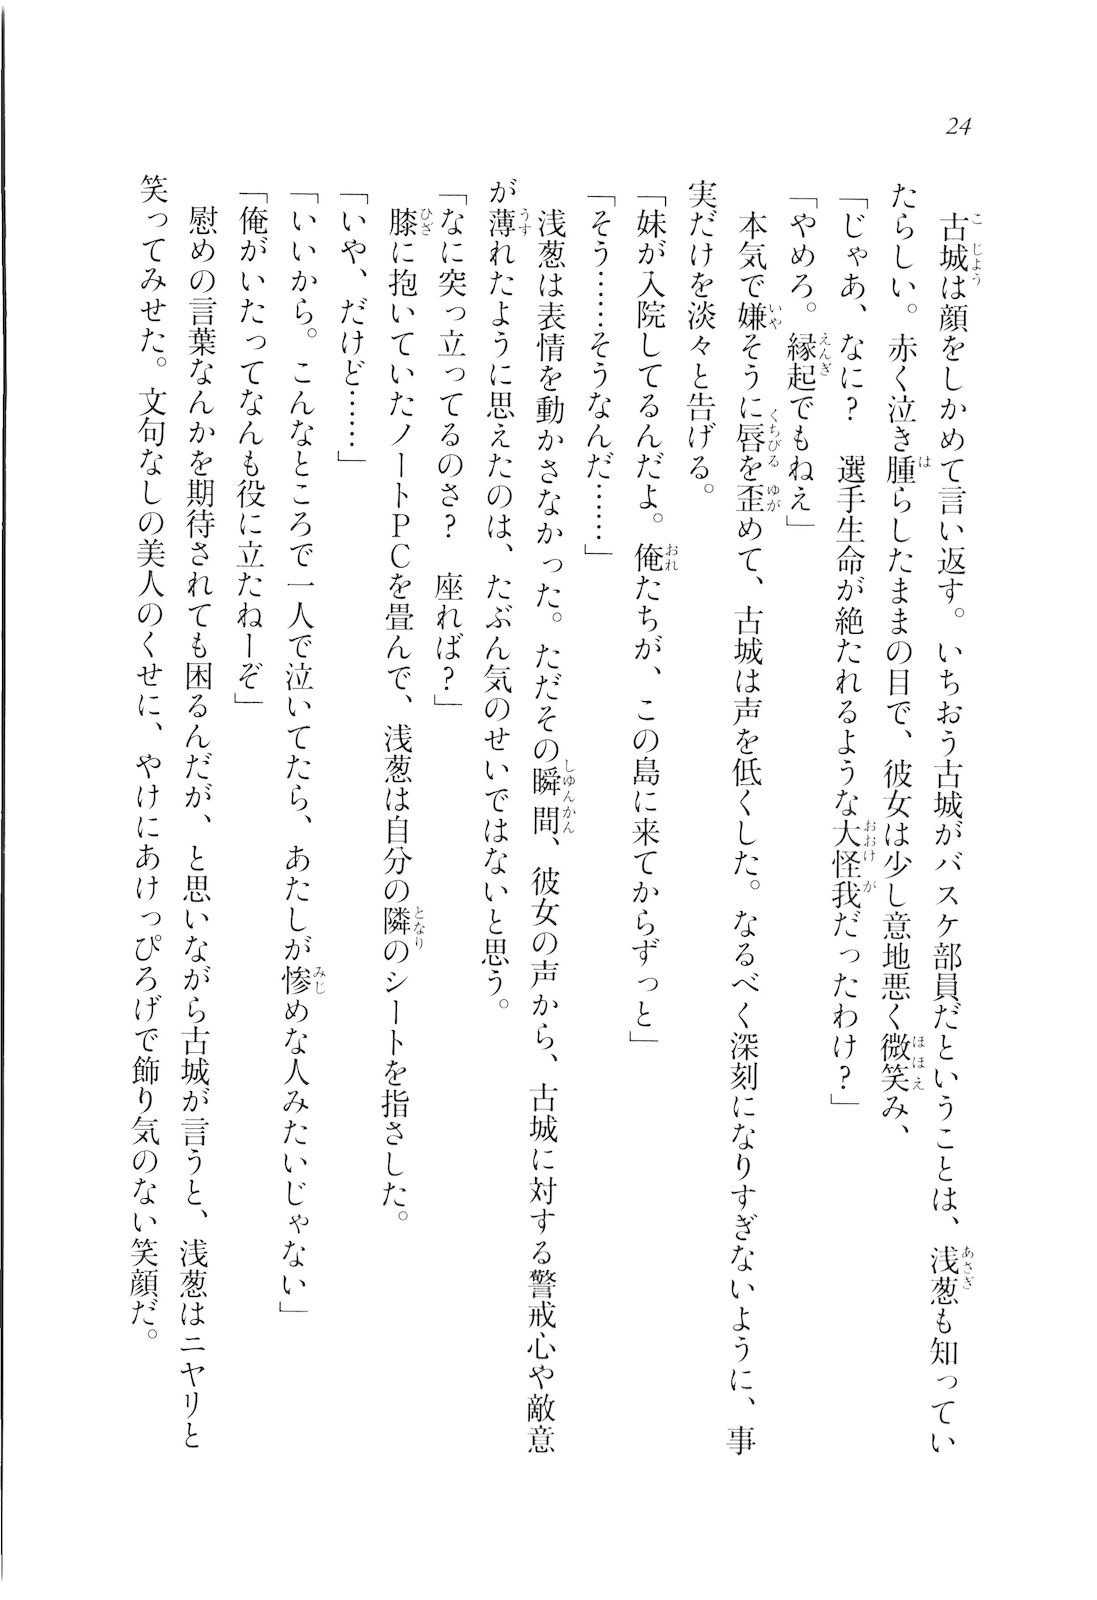 24
　古城は顔をしかめて言い返す。いちおう古城がバスケ部員だということは、浅葱も知ってい
たらしい。赤く泣き腫らしたままの目で、彼女は少し意地悪く微笑み、
「じゃあ、なに？　選手生命が絶たれるような大怪我だったわけ？」
「やめろ。縁起でもねえ」
　本気で嫌そうに唇を歪めて、古城は声を低くした。なるべく深刻になりすぎないように、事
実だけを淡々と告げる。
「妹が入院してるんだよ。俺たちが、この島に来てからずっと」
「そう……そうなんだ……」
　浅葱は表情を動かさなかった。ただその瞬間、彼女の声から、古城に対する警戒心や敵意
が薄れたように思えたのは、たぶん気のせいではないと思う。
「なに突っ立ってるのさ？　座れば？」
　膝に抱いていたノートPCを畳んで、浅葱は自分の隣のシートを指さした。
「いや、だけど……」
「いいから。こんなところで一人で泣いてたら、あたしが惨めな人みたいじゃない」
「俺がいたってなんも役に立たねーぞ」
　慰めの言葉なんかを期待されても困るんだが、と思いながら古城が言うと、浅葱はニヤリと
笑ってみせた。文句なしの美人のくせに、やけにあけっぴろげで飾り気のない笑顔だ。